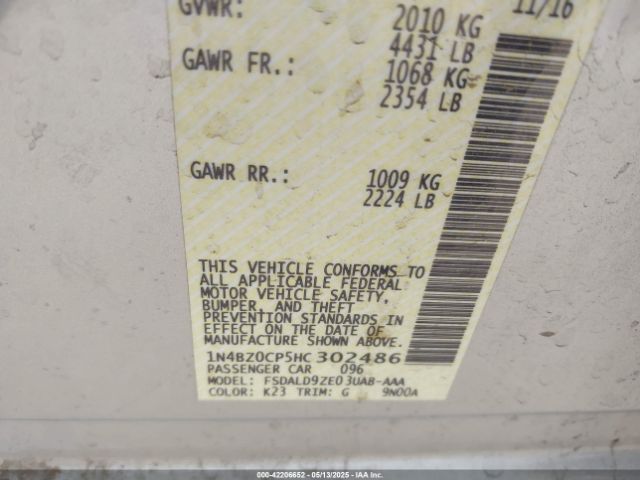 11/16
GVWR: 2010 KG
4431 LB
GAWR FR.: 1068 KG
2354 LB
GAWR RR.: 1009 KG
2224 LB
THIS VEHICLE CONFORMS TO
ALL APPLICABLE FEDERAL
MOTOR VEHICLE SAFETY,
BUMPER, AND THEFT
PREVENTION STANDARDS IN
EFFECT ON THE DATE OF
MANUFACTURE SHOWN ABOVE.
1N4BZ0CP5HC302486
PASSENGER CAR 096
MODEL: FSDALD9ZE03UAB-AAA
COLOR: K23 TRIM: G 9N00A
000-42206652 - 05/13/2025 - IAA Inc.